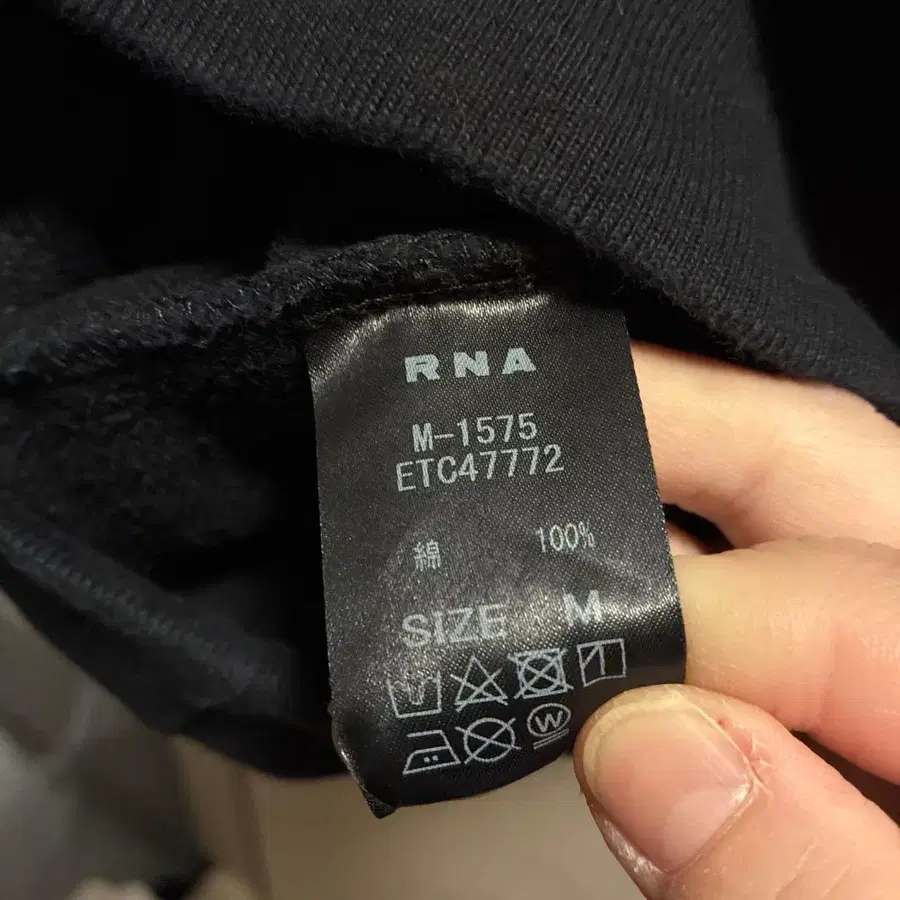 RNA
M-1575
ETC47772
綿 100%
SIZE M
W